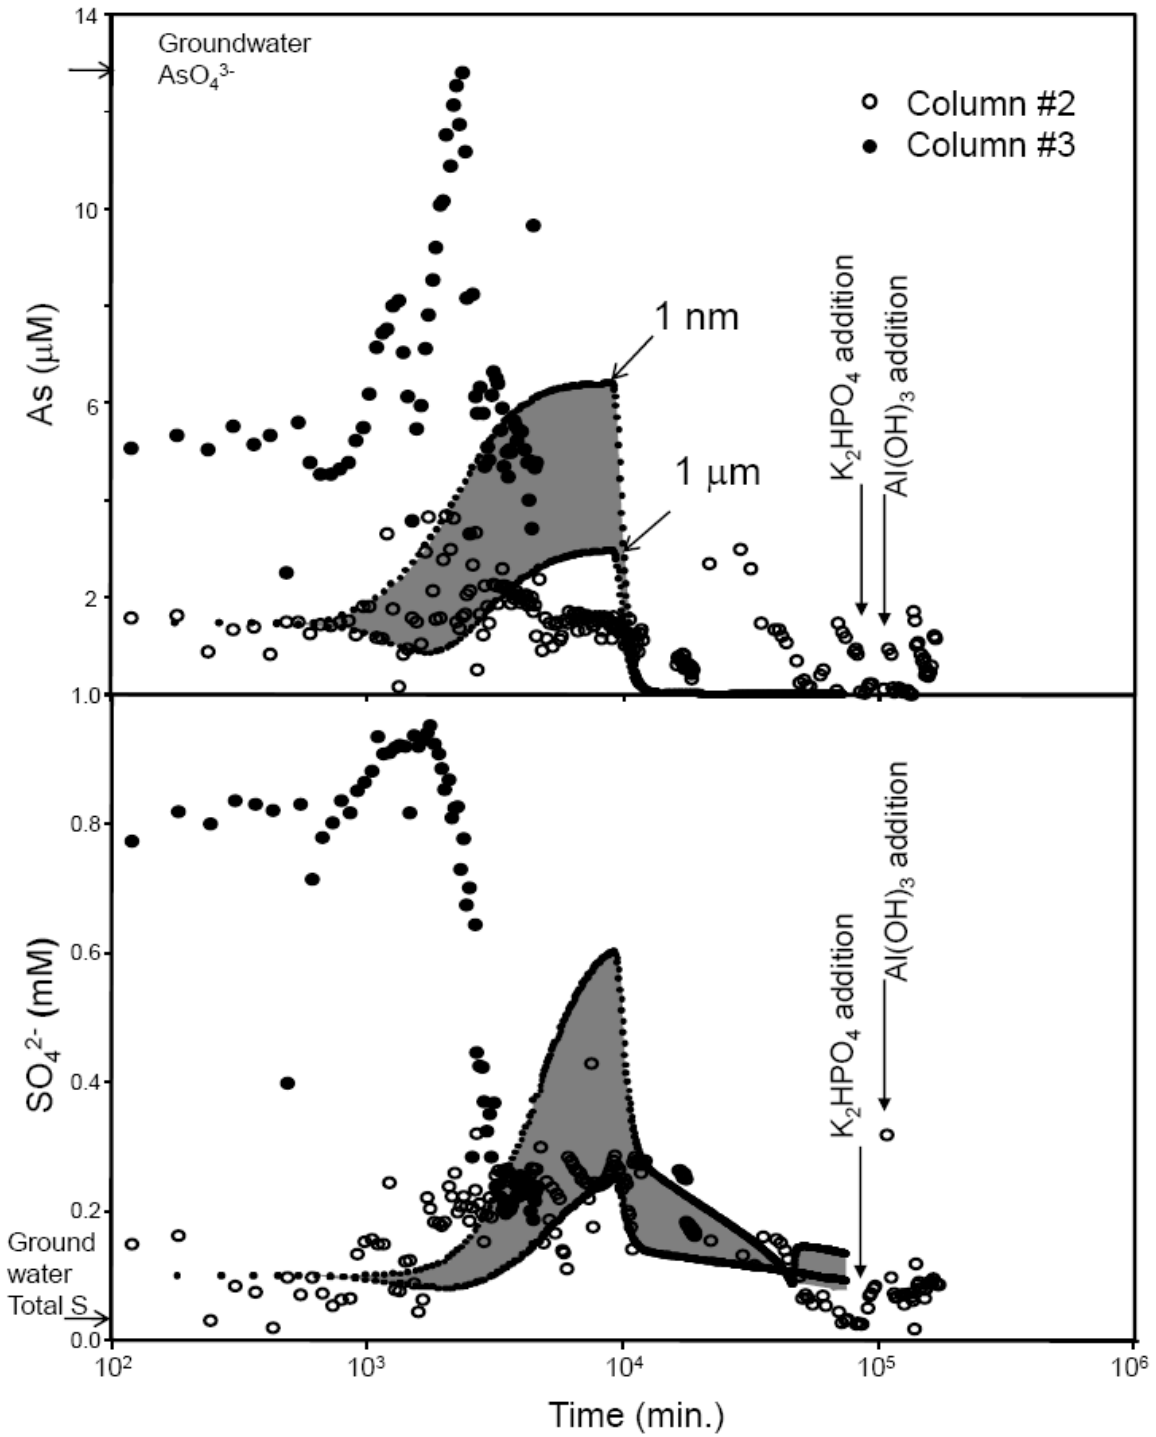 14
Groundwater
AsO₄³⁻
Column #2
Column #3
10
As (μM)
1 nm
6
1 μm
K₂HPO₄ addition
Al(OH)₃ addition
2
1.0
0.8
0.6
SO₄²⁻ (mM)
0.4
K₂HPO₄ addition
Al(OH)₃ addition
0.2
Ground
water
Total S
0.0
10² 10³ 10⁴ 10⁵ 10⁶
Time (min.)